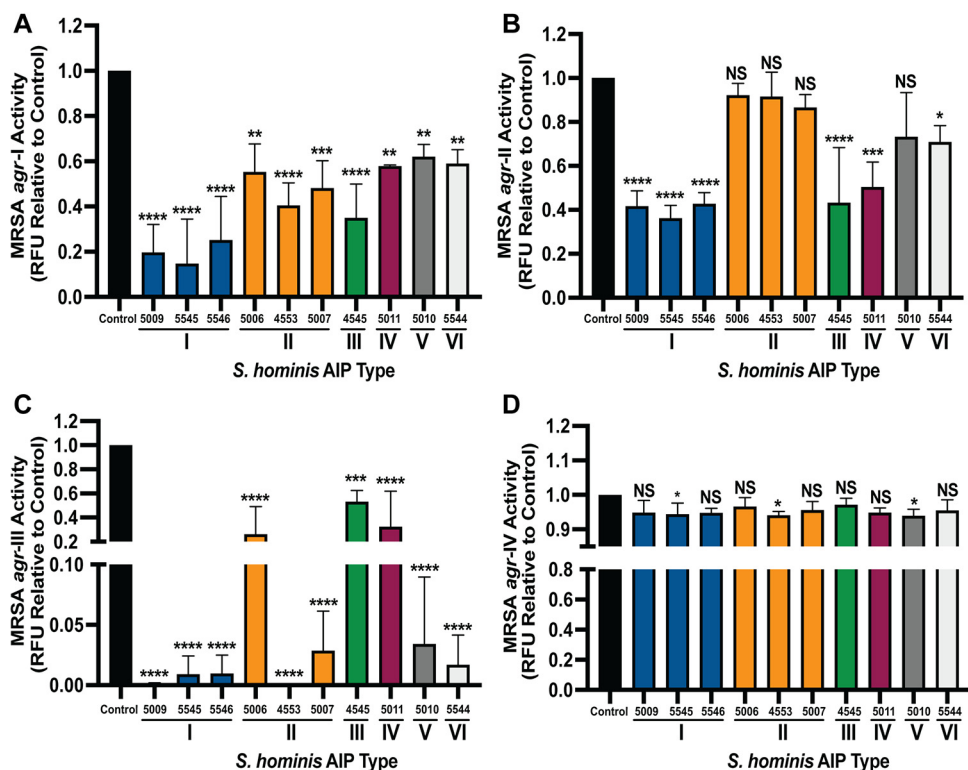 A
MRSA agr-I Activity
(RFU Relative to Control)
1.2
1.0
0.8
0.6
0.4
0.2
0.0
****
****
****
**
***
***
****
**
**
**
Control
5009
5545
5546
5006
4553
5007
4545
5011
5010
5544
I
II
III
IV
V
VI
S. hominis AIP Type
B
MRSA agr-II Activity
(RFU Relative to Control)
1.2
1.0
0.8
0.6
0.4
0.2
0.0
****
****
****
NS
NS
NS
****
***
NS
*
Control
5009
5545
5546
5006
4553
5007
4545
5011
5010
5544
I
II
III
IV
V
VI
S. hominis AIP Type
C
MRSA agr-III Activity
(RFU Relative to Control)
1.2
1.0
0.8
0.6
0.4
0.2
0.10
0.05
0.00
****
****
****
****
****
****
***
****
****
****
Control
5009
5545
5546
5006
4553
5007
4545
5011
5010
5544
I
II
III
IV
V
VI
S. hominis AIP Type
D
MRSA agr-IV Activity
(RFU Relative to Control)
1.2
1.1
1.0
0.9
0.8
0.6
0.4
0.2
0.0
NS
*
NS
NS
*
NS
NS
NS
*
NS
Control
5009
5545
5546
5006
4553
5007
4545
5011
5010
5544
I
II
III
IV
V
VI
S. hominis AIP Type